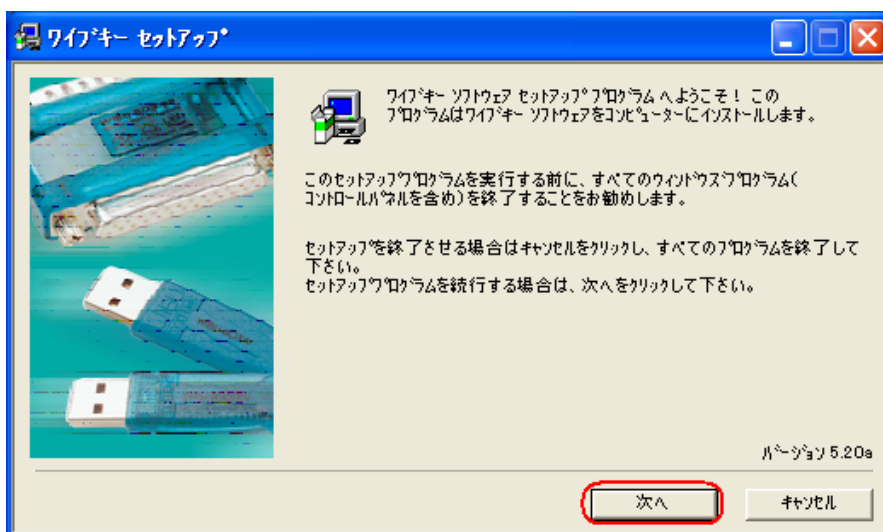 ワイブキー セットアップ
ワイブキー ソフトウェア セットアップ プログラム へようこそ! この
プログラムはワイブキー ソフトウェアをコンピューターにインストールします。
このセットアッププログラムを実行する前に、すべてのウィンドウズプログラム(
コントロールパネルを含め)を終了することをお勧めします。
セットアップを終了させる場合はキャンセルをクリックし、すべてのプログラムを終了して
下さい。
セットアッププログラムを続行する場合は、次へをクリックして下さい。
バージョン 5.20a
次へ
キャンセル